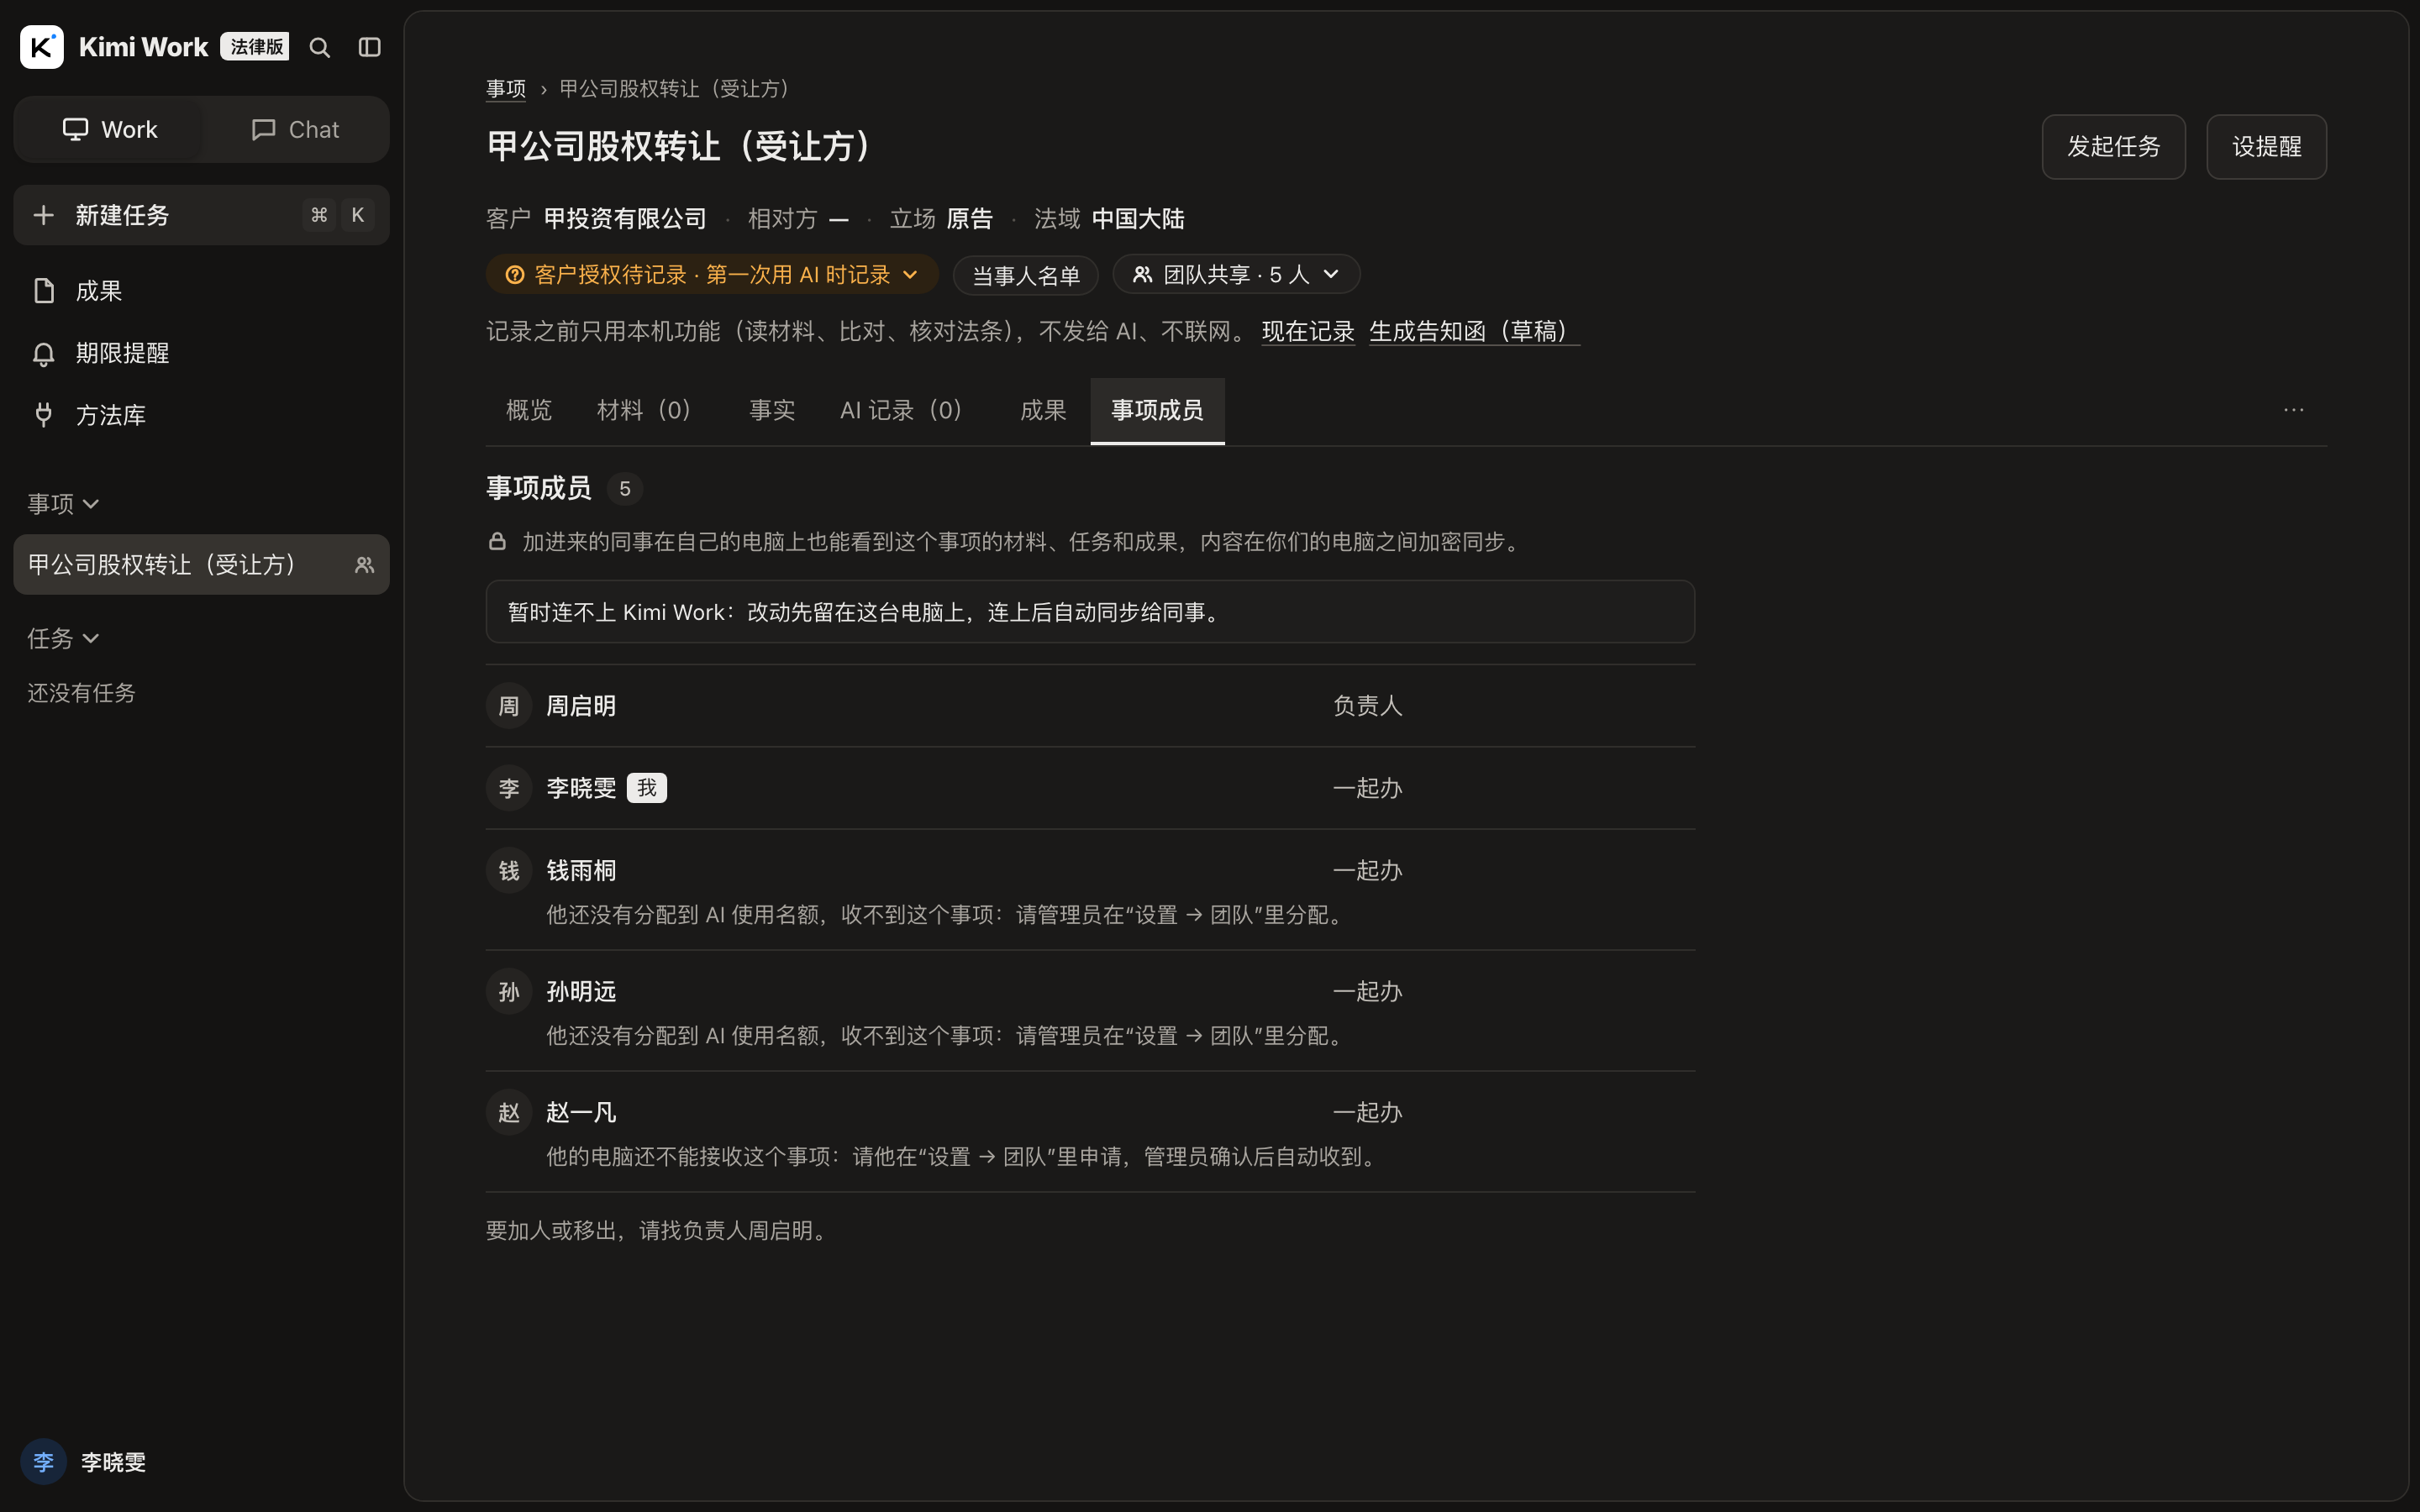 Kimi Work 法律版
Work
Chat
新建任务 ⌘ K
成果
期限提醒
方法库
事项
甲公司股权转让（受让方）
任务
还没有任务
李 李晓雯
事项 › 甲公司股权转让（受让方）
甲公司股权转让（受让方）
发起任务
设提醒
客户 甲投资有限公司 · 相对方 — · 立场 原告 · 法域 中国大陆
客户授权待记录 · 第一次用 AI 时记录
当事人名单
团队共享 · 5 人
记录之前只用本机功能（读材料、比对、核对法条），不发给 AI、不联网。 现在记录 生成告知函（草稿）
概览 材料（0） 事实 AI 记录（0） 成果 事项成员 ···
事项成员 5
加进来的同事在自己的电脑上也能看到这个事项的材料、任务和成果，内容在你们的电脑之间加密同步。
暂时连不上 Kimi Work：改动先留在这台电脑上，连上后自动同步给同事。
周 周启明 负责人
李 李晓雯 我 一起办
钱 钱雨桐 一起办
他还没有分配到 AI 使用名额，收不到这个事项：请管理员在“设置 → 团队”里分配。
孙 孙明远 一起办
他还没有分配到 AI 使用名额，收不到这个事项：请管理员在“设置 → 团队”里分配。
赵 赵一凡 一起办
他的电脑还不能接收这个事项：请他在“设置 → 团队”里申请，管理员确认后自动收到。
要加人或移出，请找负责人周启明。